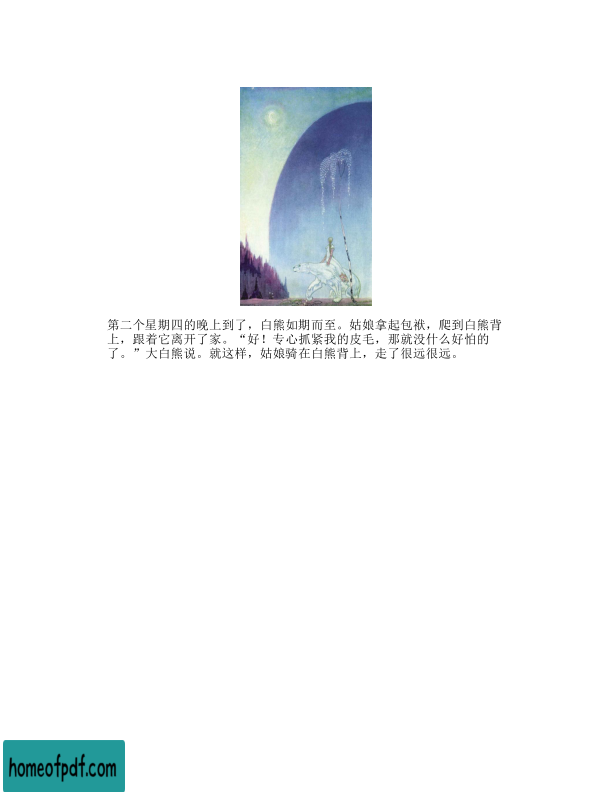 第二个星期四的晚上到了，白熊如期而至。姑娘拿起包袱，爬到白熊背
上，跟着它离开了家。“好！专心抓紧我的皮毛，那就没什么好怕的
了。”大白熊说。就这样，姑娘骑在白熊背上，走了很远很远。
homeofpdf.com